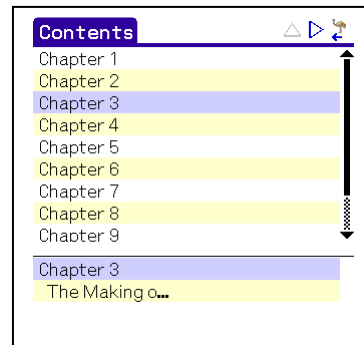 Contents
Chapter 1
Chapter 2
Chapter 3
Chapter 4
Chapter 5
Chapter 6
Chapter 7
Chapter 8
Chapter 9
Chapter 3
The Making o...